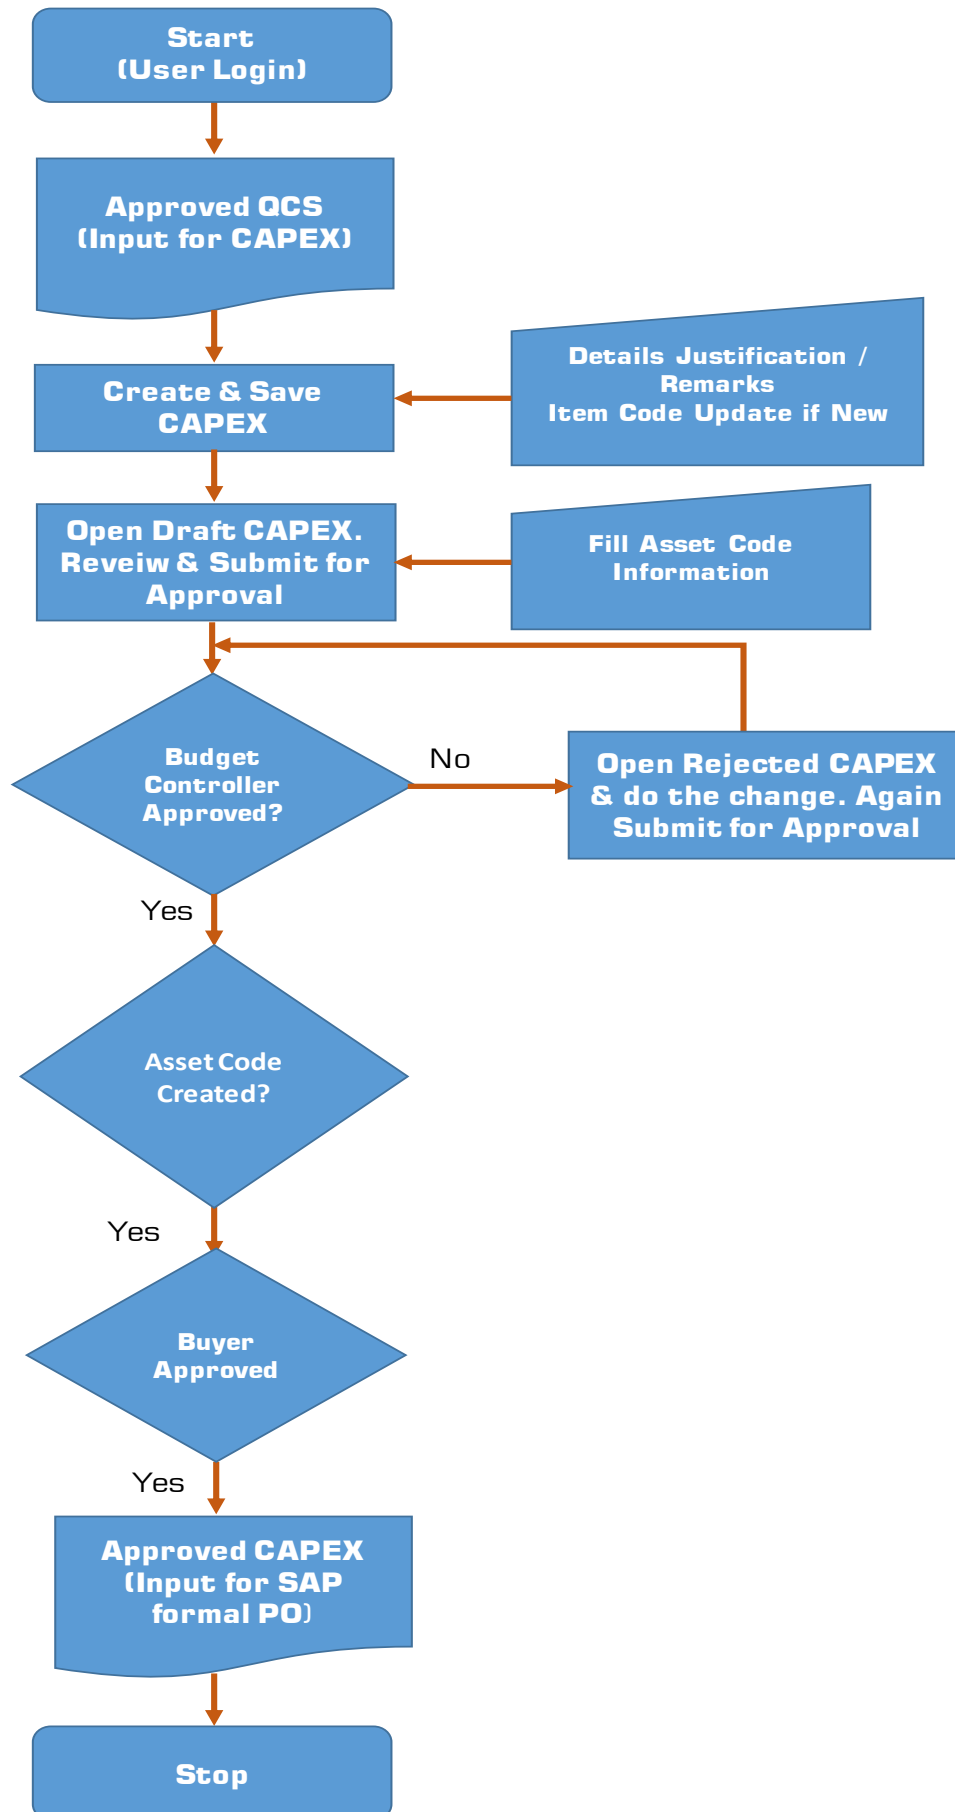 Start
(User Login)
Approved QCS
(Input for CAPEX)
Details Justification /
Remarks
Item Code Update if New
Create & Save
CAPEX
Open Draft CAPEX.
Reveiw & Submit for
Approval
Fill Asset Code
Information
Budget
Controller
Approved?
No
Open Rejected CAPEX
& do the change. Again
Submit for Approval
Yes
Asset Code
Created?
Yes
Buyer
Approved
Yes
Approved CAPEX
(Input for SAP
formal PO)
Stop